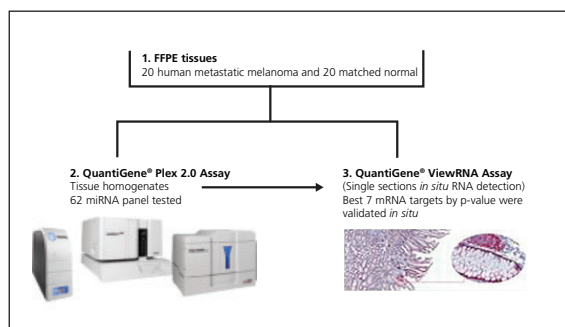 1. FFPE tissues
20 human metastatic melanoma and 20 matched normal
2. QuantiGene® Plex 2.0 Assay
Tissue homogenates
62 miRNA panel tested
3. QuantiGene® ViewRNA Assay
(Single sections in situ RNA detection)
Best 7 mRNA targets by p-value were
validated in situ